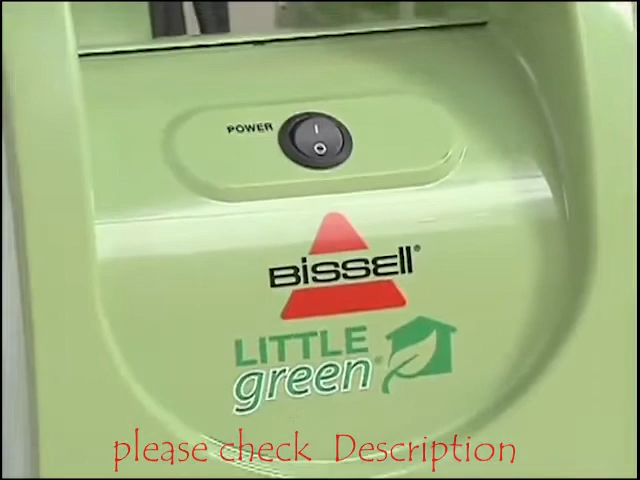 POWER
BISSELL®
LITTLE
green®
please check Description